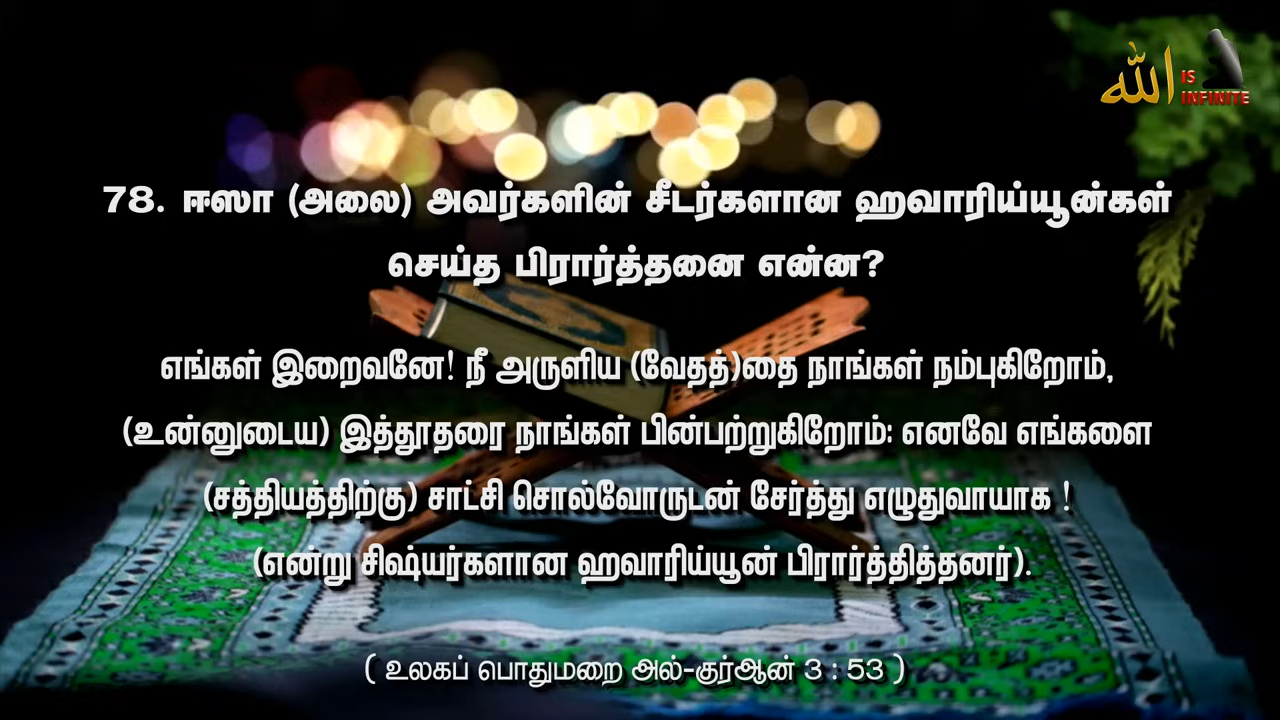 الله
IS
INFINITE
78. ஈஸா (அலை) அவர்களின் சீடர்களான ஹவாரிய்யூன்கள்
செய்த பிரார்த்தனை என்ன?
எங்கள் இறைவனே! நீ அருளிய (வேதத்)தை நாங்கள் நம்புகிறோம்,
(உன்னுடைய) இத்தூதரை நாங்கள் பின்பற்றுகிறோம்: எனவே எங்களை
(சத்தியத்திற்கு) சாட்சி சொல்வோருடன் சேர்த்து எழுதுவாயாக !
(என்று சிஷ்யர்களான ஹவாரிய்யூன் பிரார்த்தித்தனர்).
( உலகப் பொதுமறை அல்-குர்ஆன் 3 : 53 )